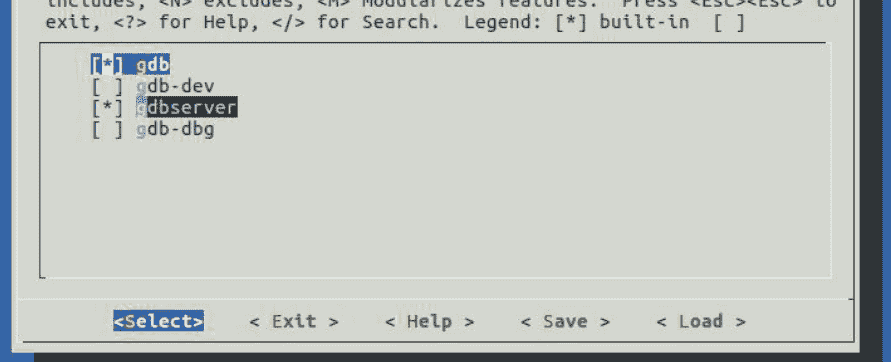 includes, <N> excludes, <M> modularizes features.  Press <Esc><Esc> to
exit, <?> for Help, </> for Search.  Legend: [*] built-in  [ ]
[*] gdb
[ ] gdb-dev
[*] gdbserver
[ ] gdb-dbg
<Select>    < Exit >    < Help >    < Save >    < Load >